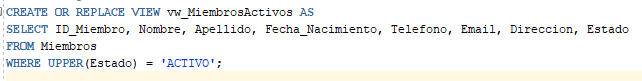 CREATE OR REPLACE VIEW vw_MiembrosActivos AS
SELECT ID_Miembro, Nombre, Apellido, Fecha_Nacimiento, Telefono, Email, Direccion, Estado
FROM Miembros
WHERE UPPER(Estado) = 'ACTIVO';